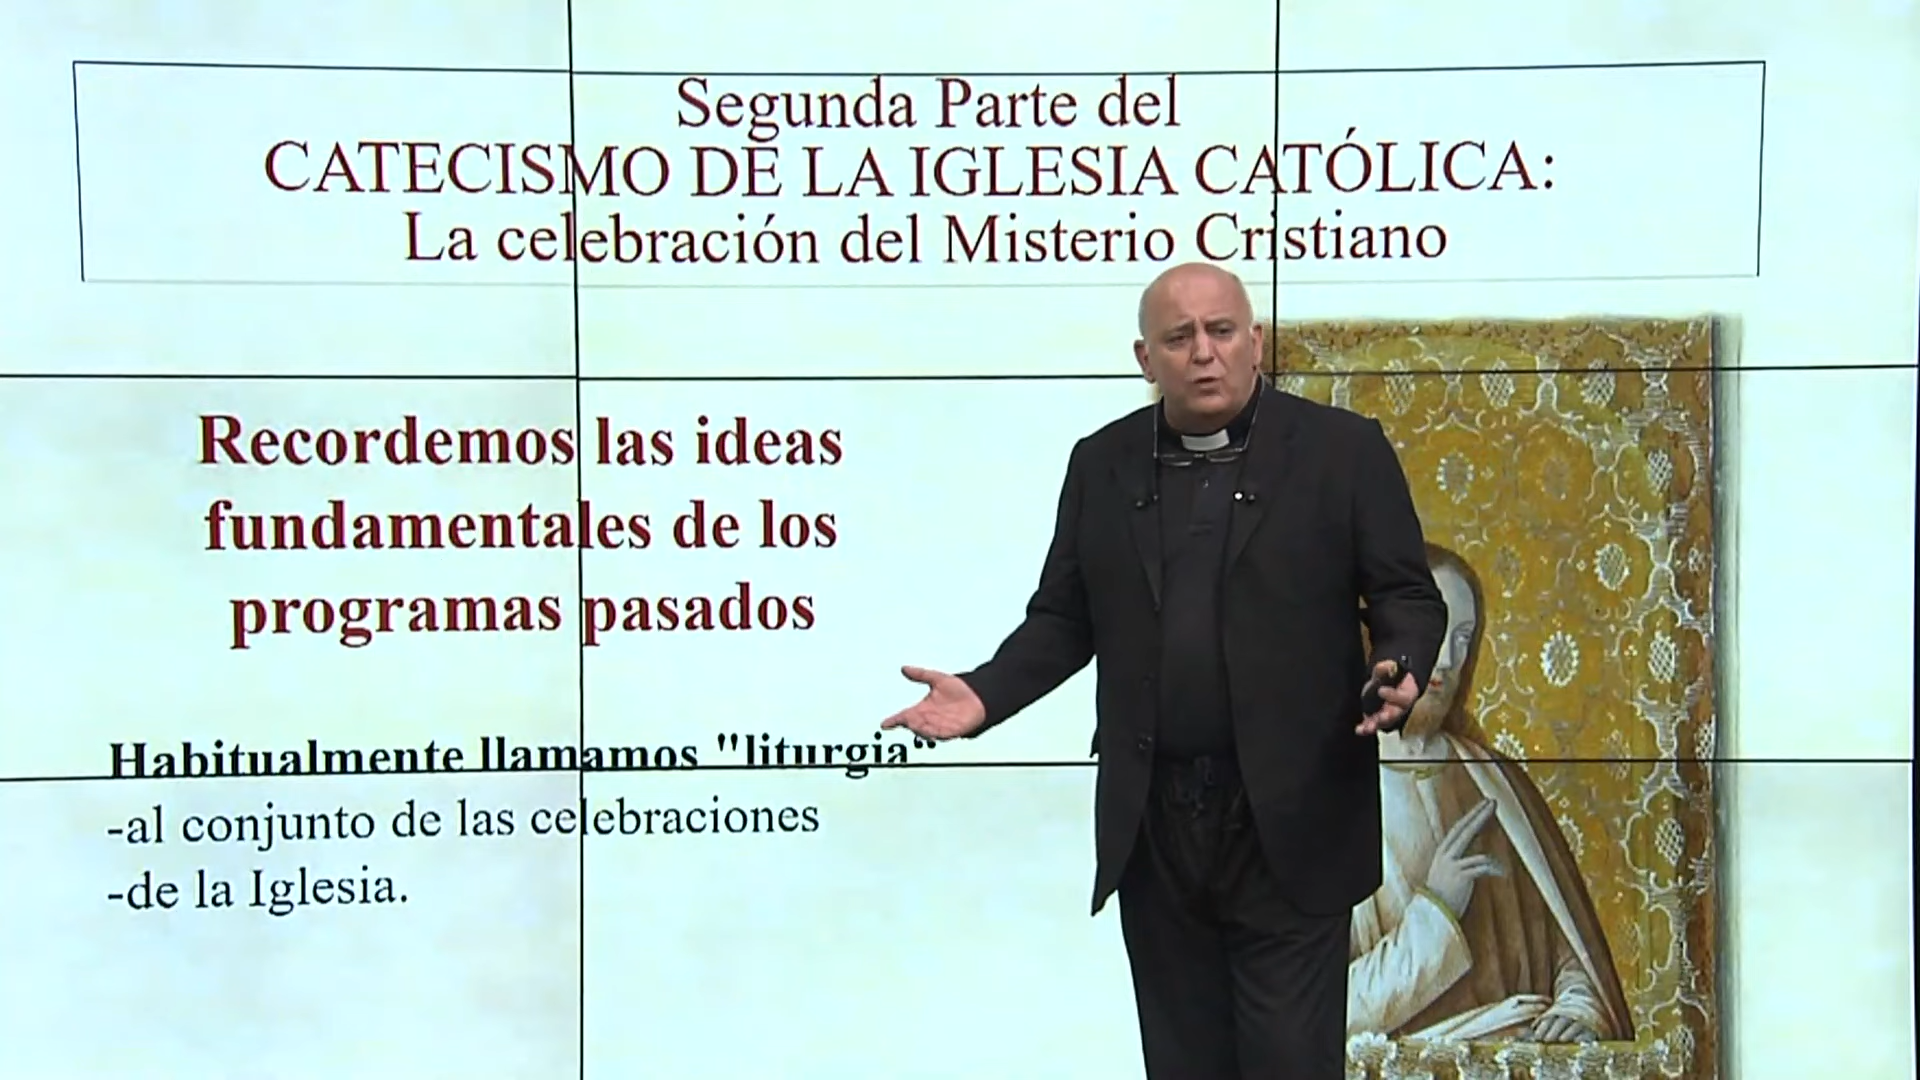 Segunda Parte del
CATECISMO DE LA IGLESIA CATÓLICA:
La celebración del Misterio Cristiano
Recordemos las ideas
fundamentales de los
programas pasados
Habitualmente llamamos "liturgia“
-al conjunto de las celebraciones
-de la Iglesia.